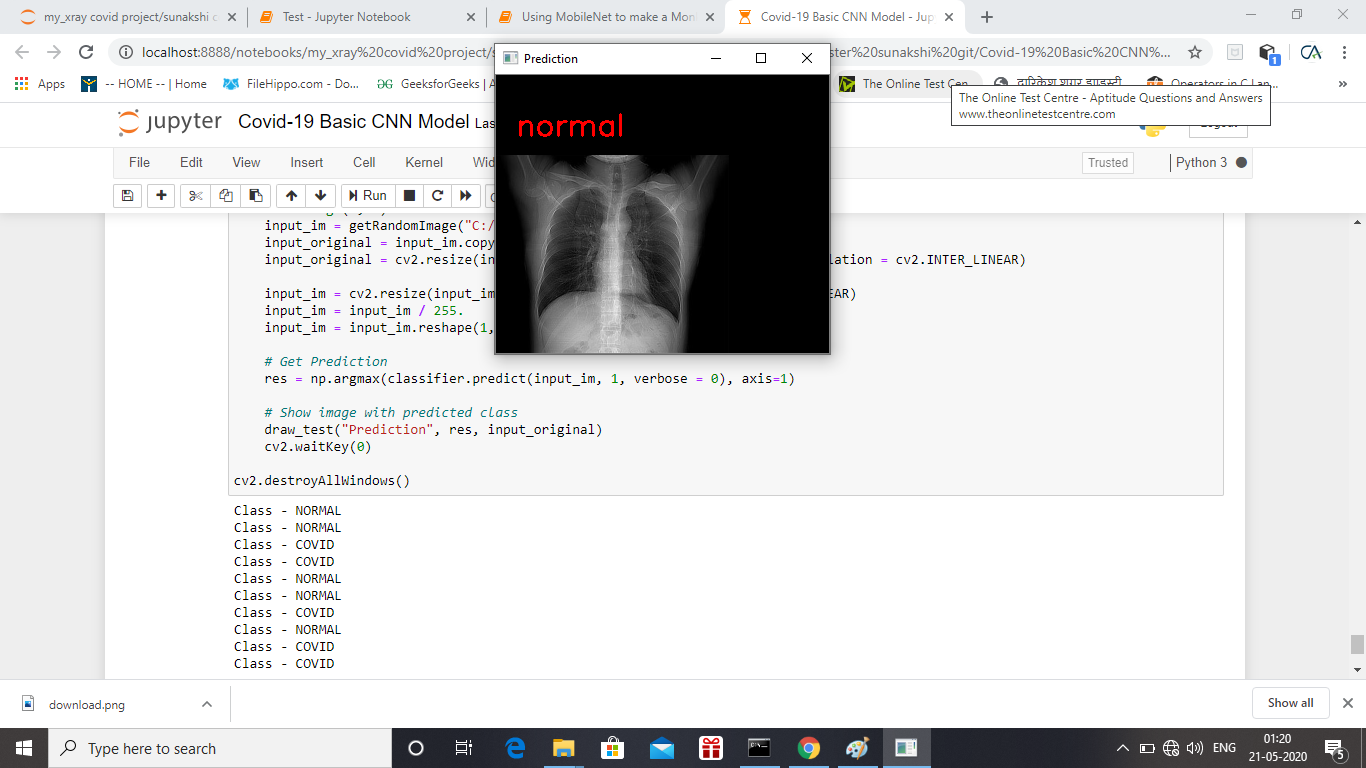 my_xray covid project/sunakshi c
Test - Jupyter Notebook
Using MobileNet to make a Mon
Covid-19 Basic CNN Model - Jup
localhost:8888/notebooks/my_xray%20covid%20project/s
ter%20sunakshi%20git/Covid-19%20Basic%20CNN%...
1
CA
Apps
-- HOME -- | Home
FileHippo.com - Do...
GeeksforGeeks | A
The Online Test Cen
Operators in C Lan...
»
The Online Test Centre - Aptitude Questions and Answers
www.theonlinetestcentre.com
Prediction
normal
jupyter
Covid-19 Basic CNN Model
Las
Logout
File
Edit
View
Insert
Cell
Kernel
Wid
Trusted
Python 3
Run
input_im = getRandomImage("C:/
input_original = input_im.copy
input_original = cv2.resize(in
lation = cv2.INTER_LINEAR)
input_im = cv2.resize(input_im
EAR)
input_im = input_im / 255.
input_im = input_im.reshape(1,
# Get Prediction
res = np.argmax(classifier.predict(input_im, 1, verbose = 0), axis=1)
# Show image with predicted class
draw_test("Prediction", res, input_original)
cv2.waitKey(0)
cv2.destroyAllWindows()
Class - NORMAL
Class - NORMAL
Class - COVID
Class - COVID
Class - NORMAL
Class - NORMAL
Class - COVID
Class - NORMAL
Class - COVID
Class - COVID
download.png
Show all
Type here to search
ENG
01:20
21-05-2020
5